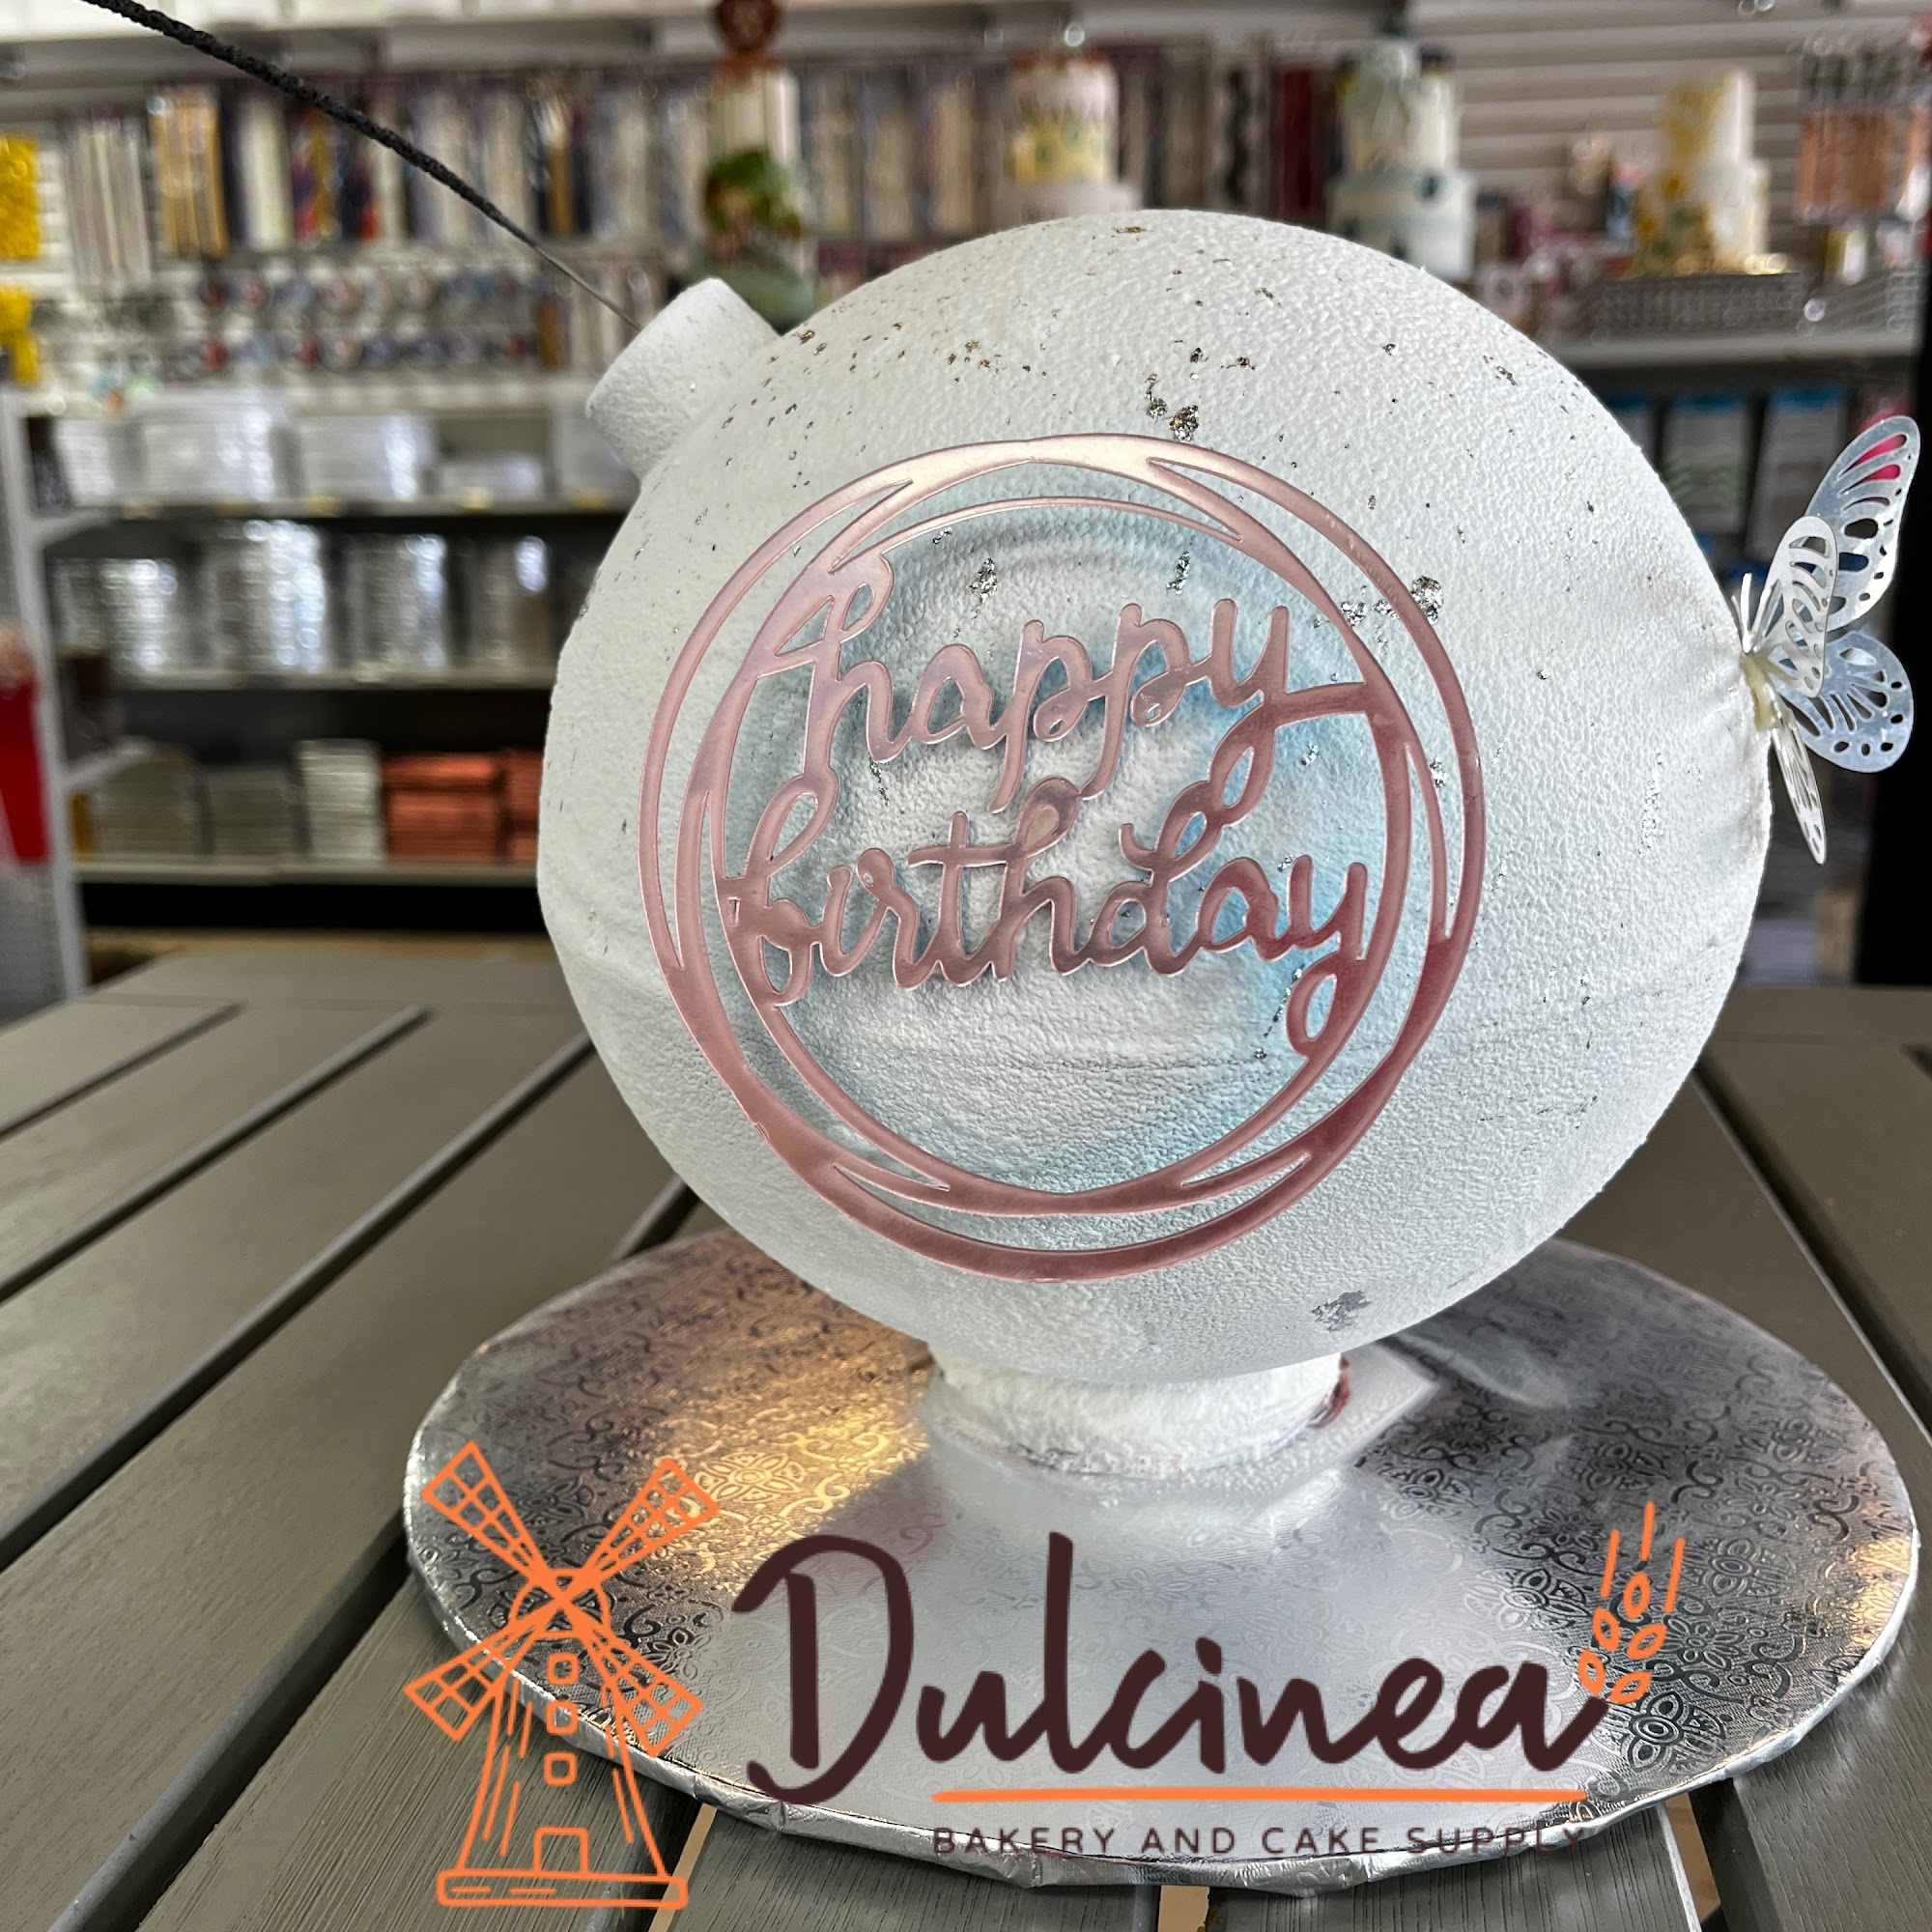 happy
birthday
Dulcinea
BAKERY AND CAKE SUPPLY